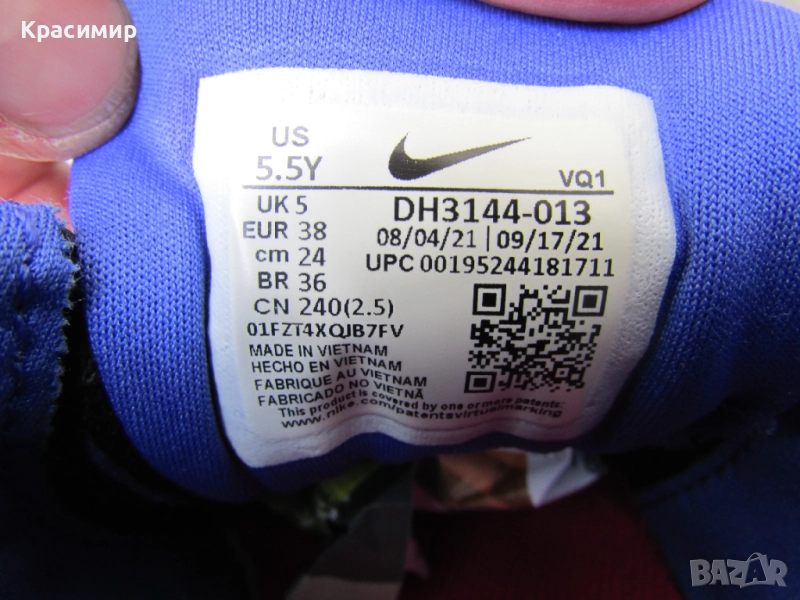 Красимир
US
5.5Y
VQ1
UK 5
EUR 38
cm 24
BR 36
CN 240(2.5)
DH3144-013
08/04/21 | 09/17/21
UPC 00195244181711
01FZT4XQJB7FV
MADE IN VIETNAM
HECHO EN VIETNAM
FABRIQUE AU VIETNAM
FABRICADO NO VIETNÃ
This product is covered by one or more patents:
www.nike.com/patentsvirtualmarking
BAZAR